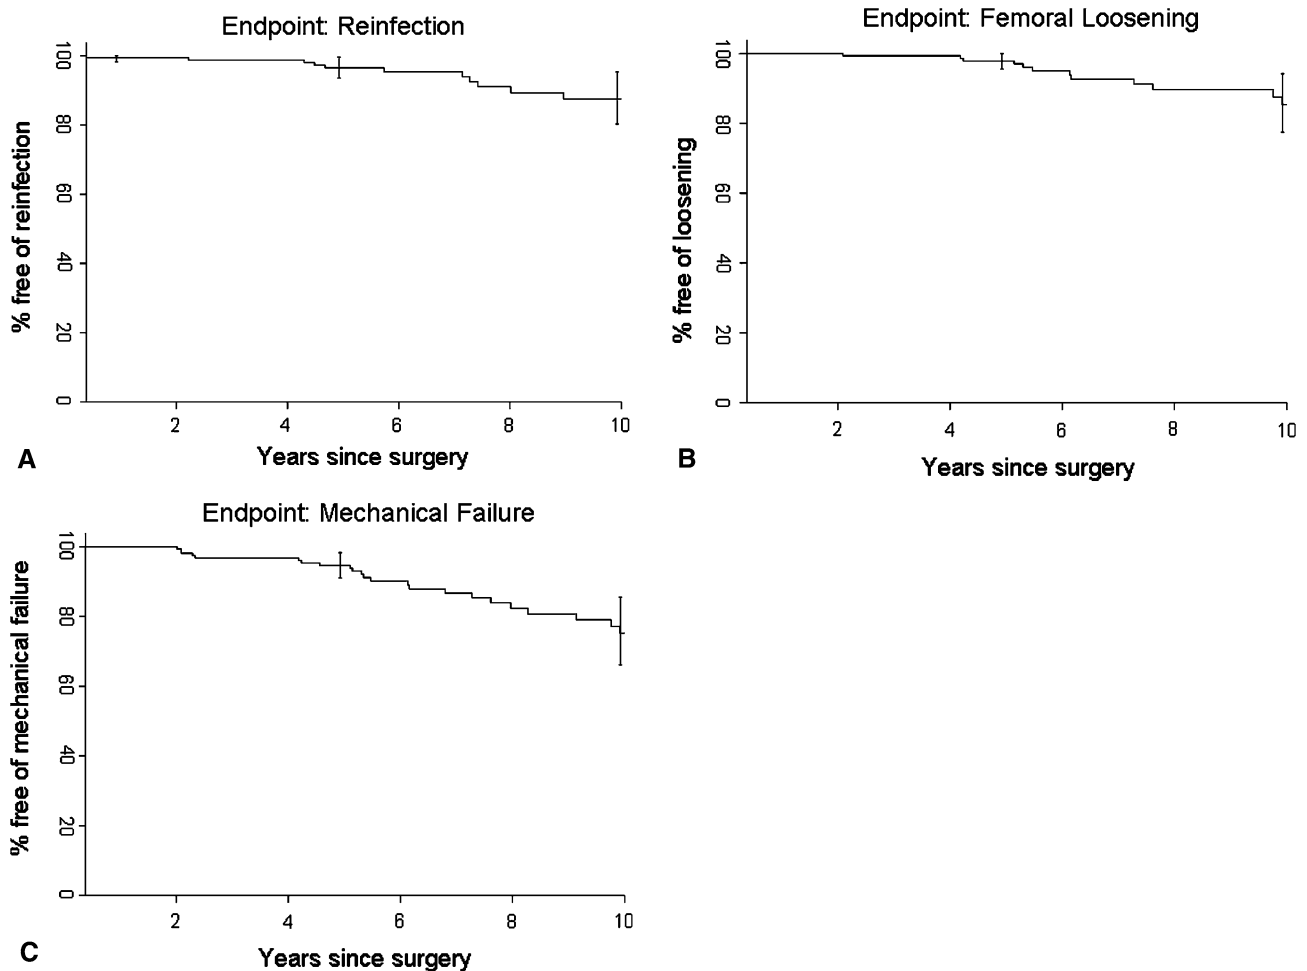 Endpoint: Reinfection
% free of reinfection
100
80
60
40
20
0
2 4 6 8 10
Years since surgery
A
Endpoint: Femoral Loosening
% free of loosening
100
80
60
40
20
0
2 4 6 8 10
Years since surgery
B
Endpoint: Mechanical Failure
% free of mechanical failure
100
80
60
40
20
0
2 4 6 8 10
Years since surgery
C